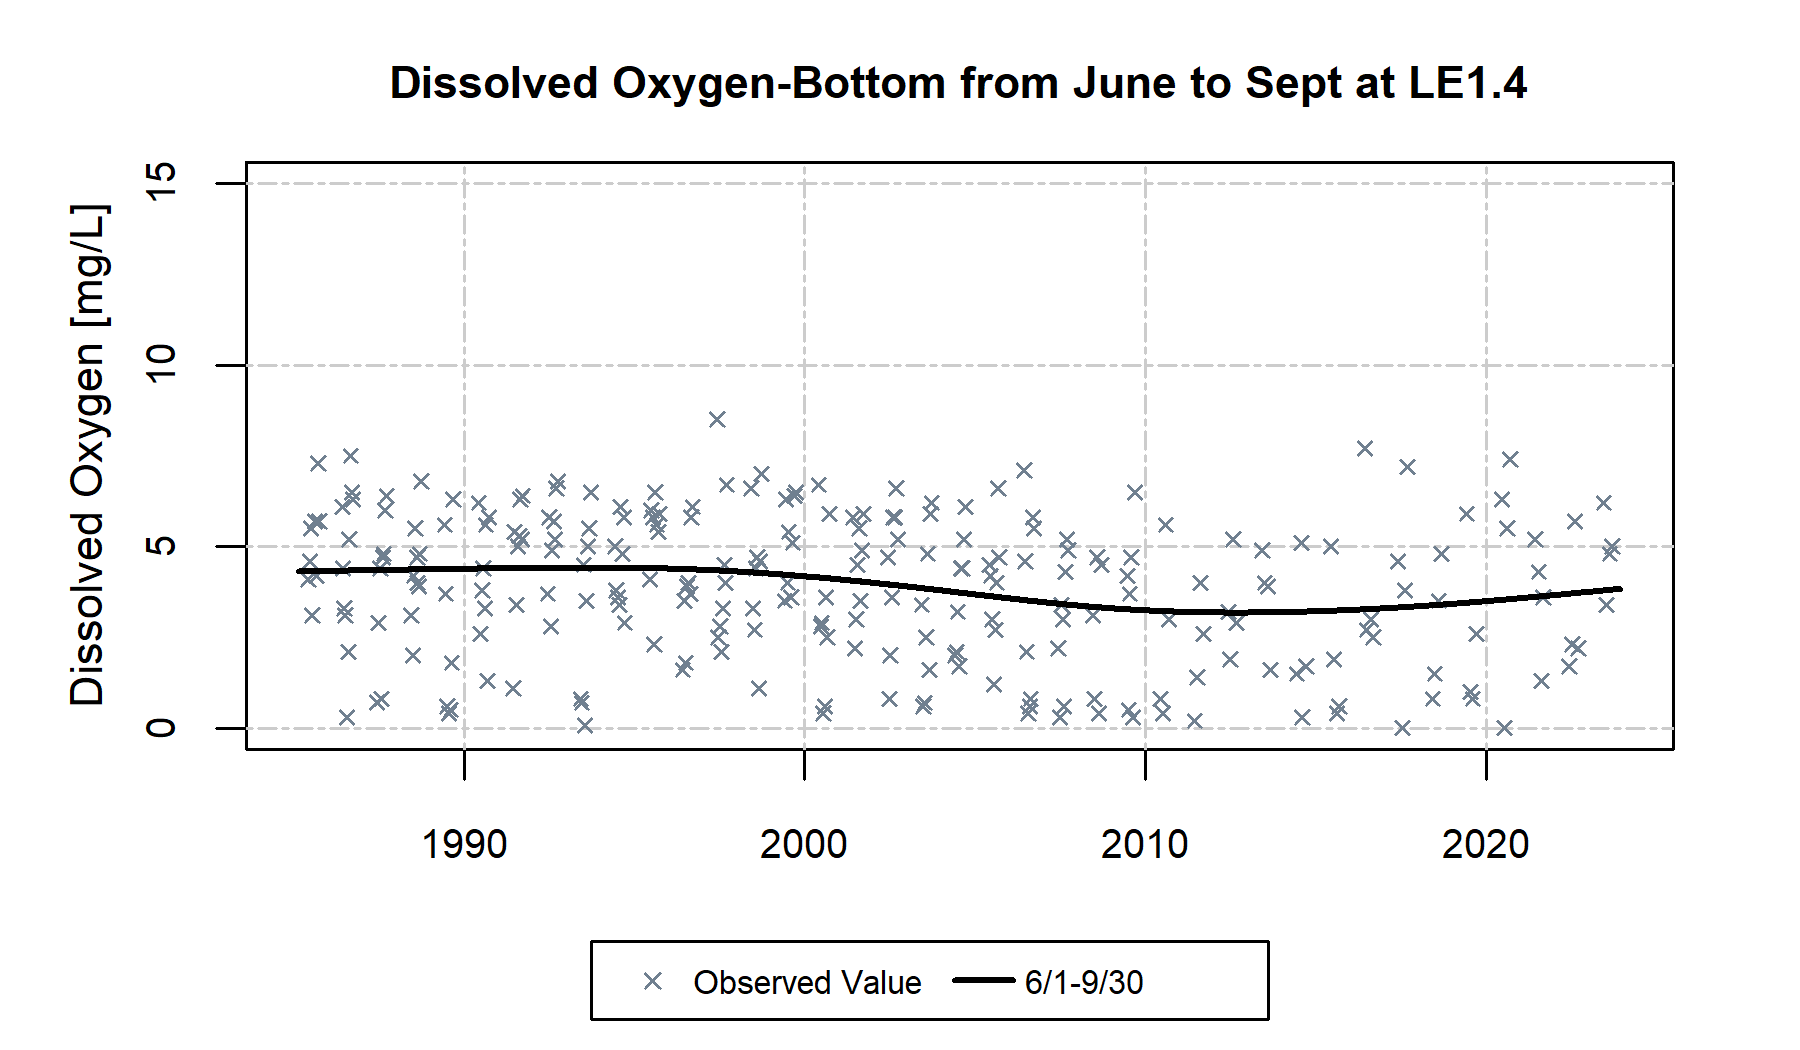 Dissolved Oxygen-Bottom from June to Sept at LE1.4
Dissolved Oxygen [mg/L]
15
10
5
0
1990 2000 2010 2020
Observed Value 6/1-9/30